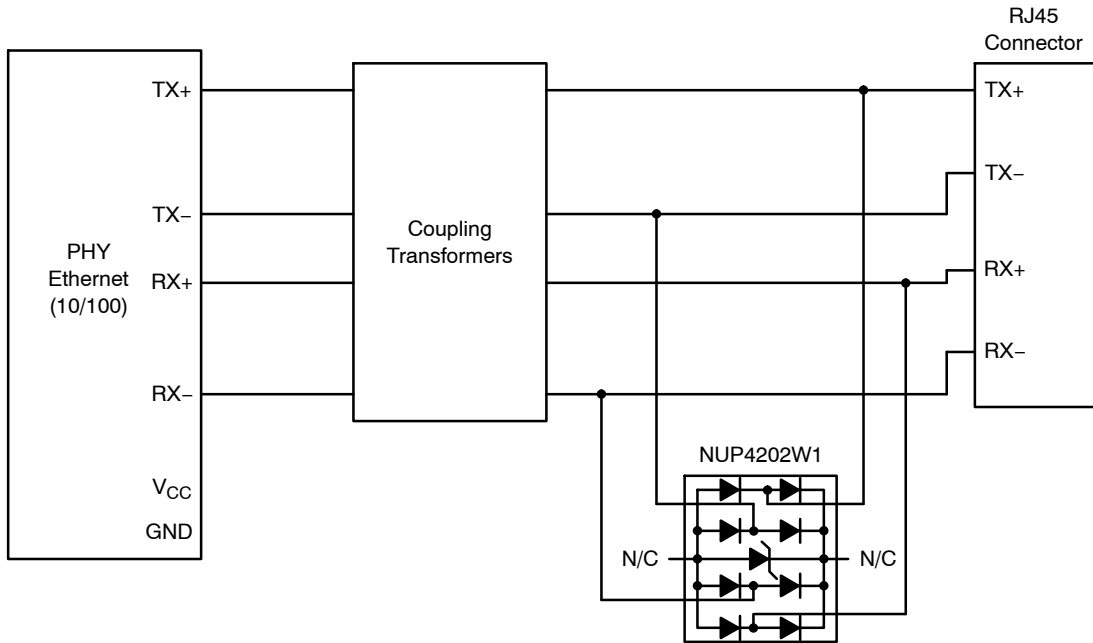 RJ45
Connector
TX+
TX+
TX−
TX−
Coupling
Transformers
PHY
Ethernet
(10/100)
RX+
RX+
RX−
RX−
NUP4202W1
VCC
GND
N/C
N/C